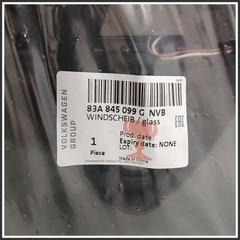 83A 845 099 G NVB
WINDSCHEIB / glass
EAC
VOLKSWAGEN
GROUP
1
Piece
Prod. date:
Expiry date: NONE
LOT:
Made in China